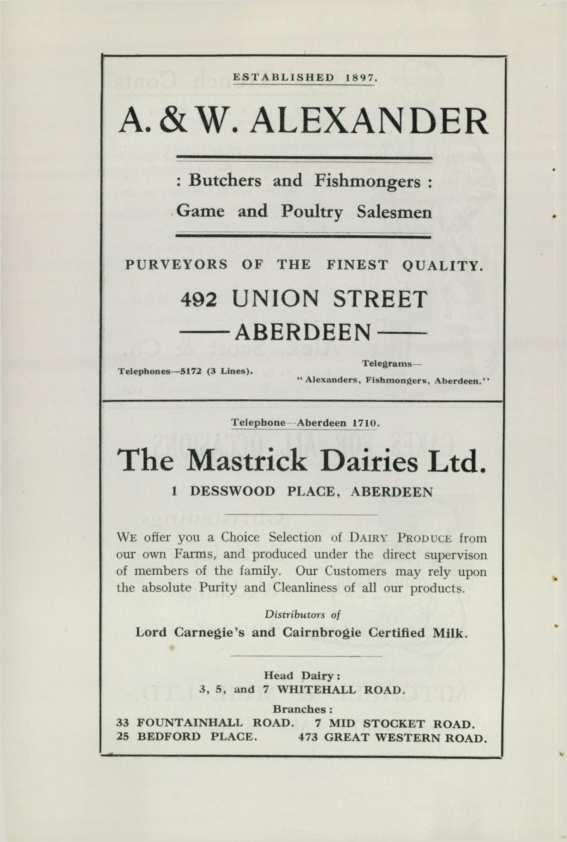 ESTABLISHED 1897.
A. & W. ALEXANDER
: Butchers and Fishmongers :
Game and Poultry Salesmen
PURVEYORS OF THE FINEST QUALITY.
492 UNION STREET
— ABERDEEN —
Telephones—5172 (3 Lines).
Telegrams—
"Alexanders, Fishmongers, Aberdeen."
Telephone—Aberdeen 1710.
The Mastrick Dairies Ltd.
1 DESSWOOD PLACE, ABERDEEN
WE offer you a Choice Selection of DAIRY PRODUCE from
our own Farms, and produced under the direct supervison
of members of the family. Our Customers may rely upon
the absolute Purity and Cleanliness of all our products.
Distributors of
Lord Carnegie's and Cairnbrogie Certified Milk.
Head Dairy:
3, 5, and 7 WHITEHALL ROAD.
Branches:
33 FOUNTAINHALL ROAD. 7 MID STOCKET ROAD.
25 BEDFORD PLACE. 473 GREAT WESTERN ROAD.